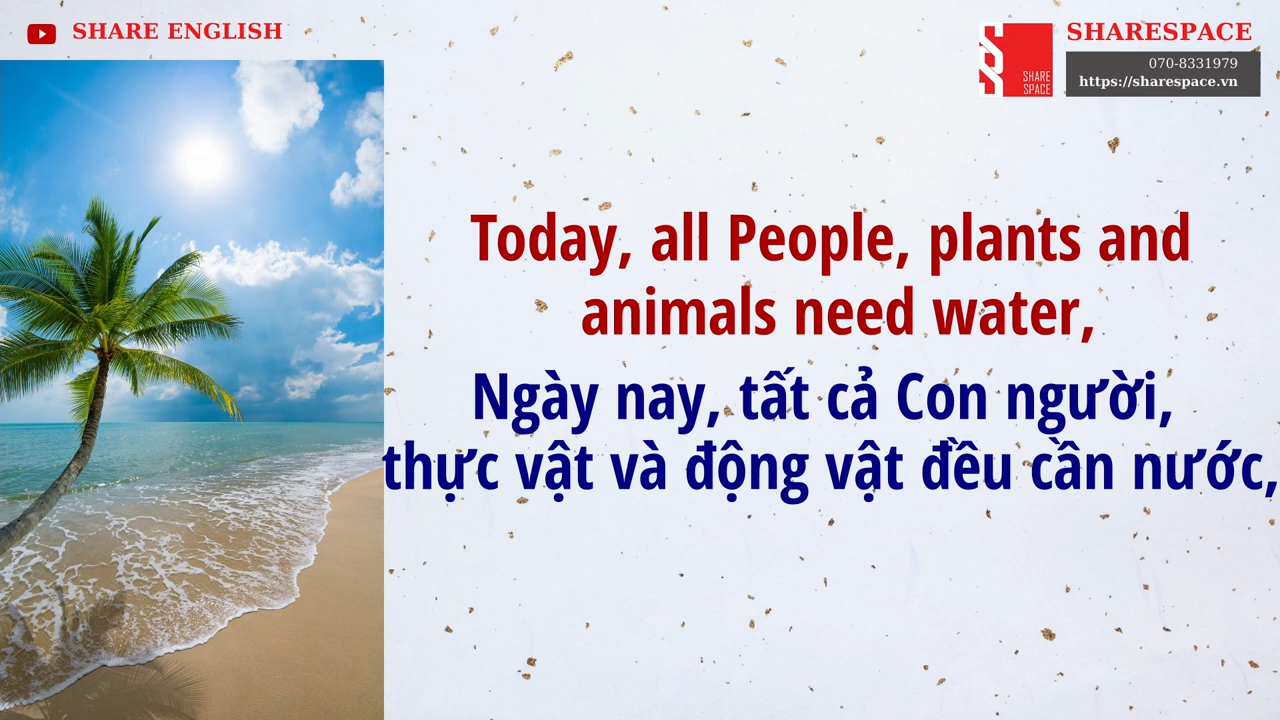 SHARE ENGLISH
SHARESPACE
SHARE
SPACE
070-8331979
https://sharespace.vn
Today, all People, plants and
animals need water,
Ngày nay, tất cả Con người,
thực vật và động vật đều cần nước,